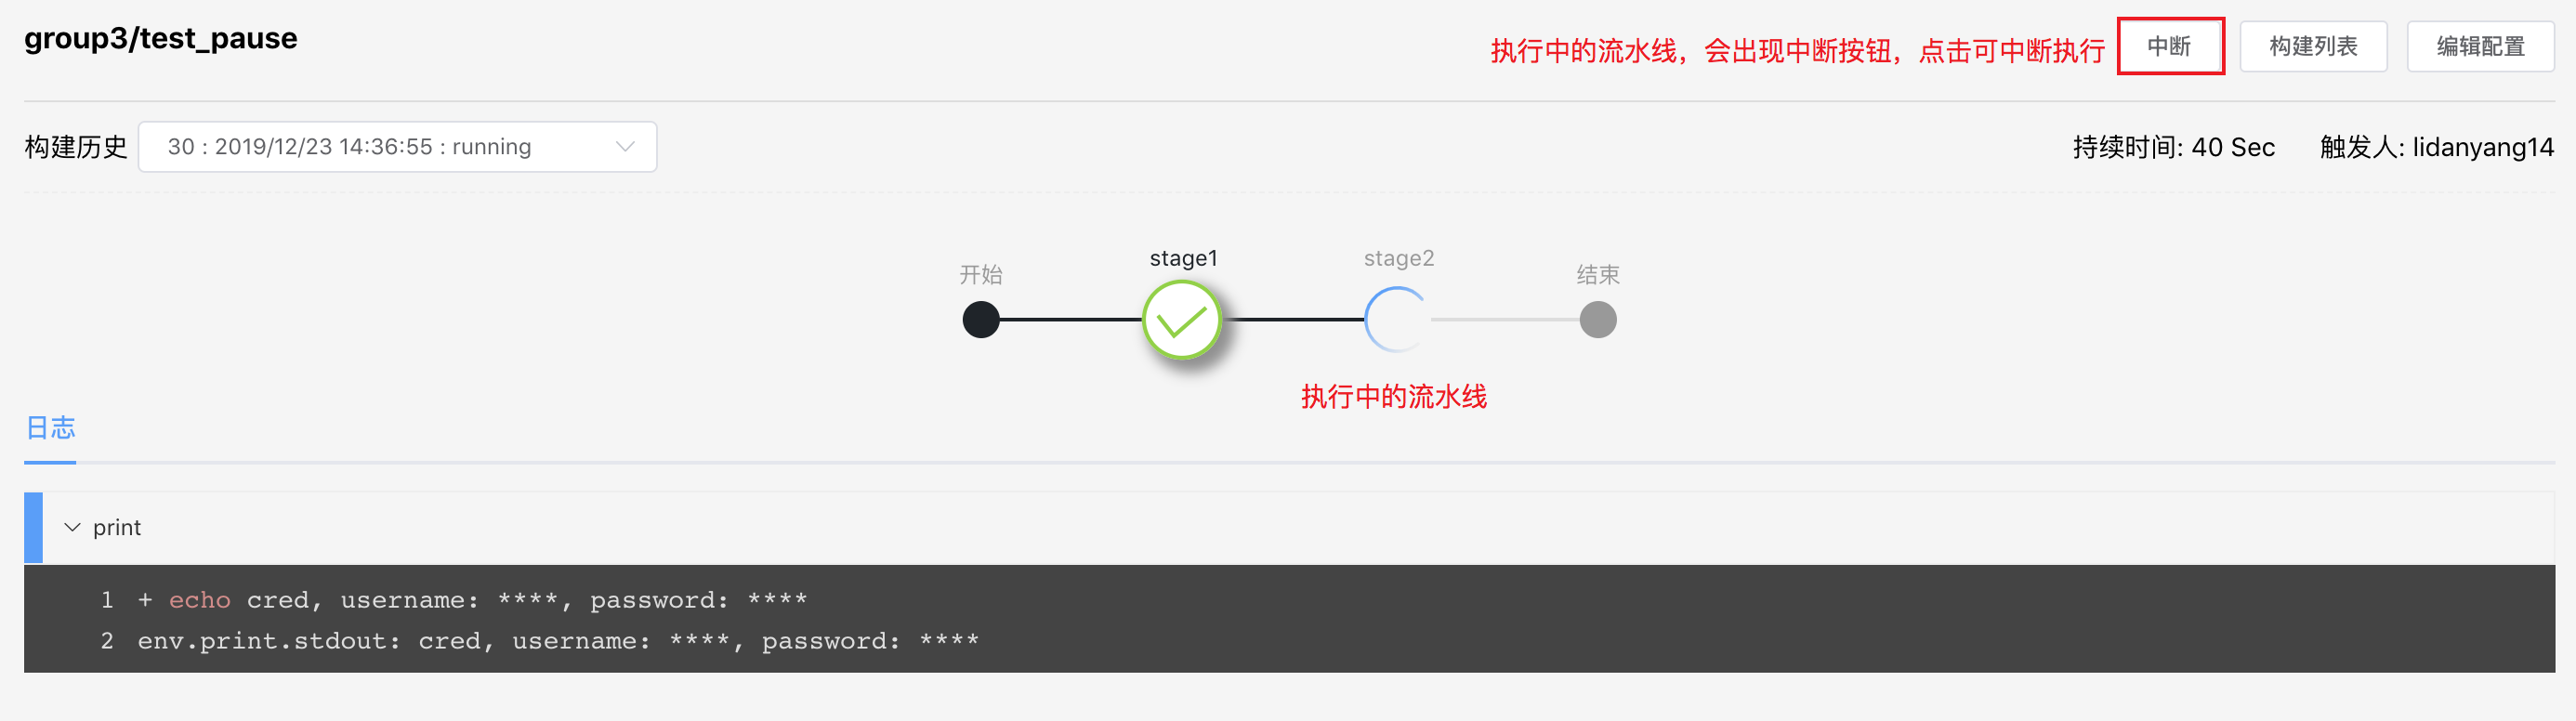 group3/test_pause
执行中的流水线，会出现中断按钮，点击可中断执行 中断 构建列表 编辑配置
构建历史 30 : 2019/12/23 14:36:55 : running 持续时间: 40 Sec 触发人: lidanyang14
开始 stage1 stage2 结束
执行中的流水线
日志
print
1 + echo cred, username: ****, password: ****
2 env.print.stdout: cred, username: ****, password: ****